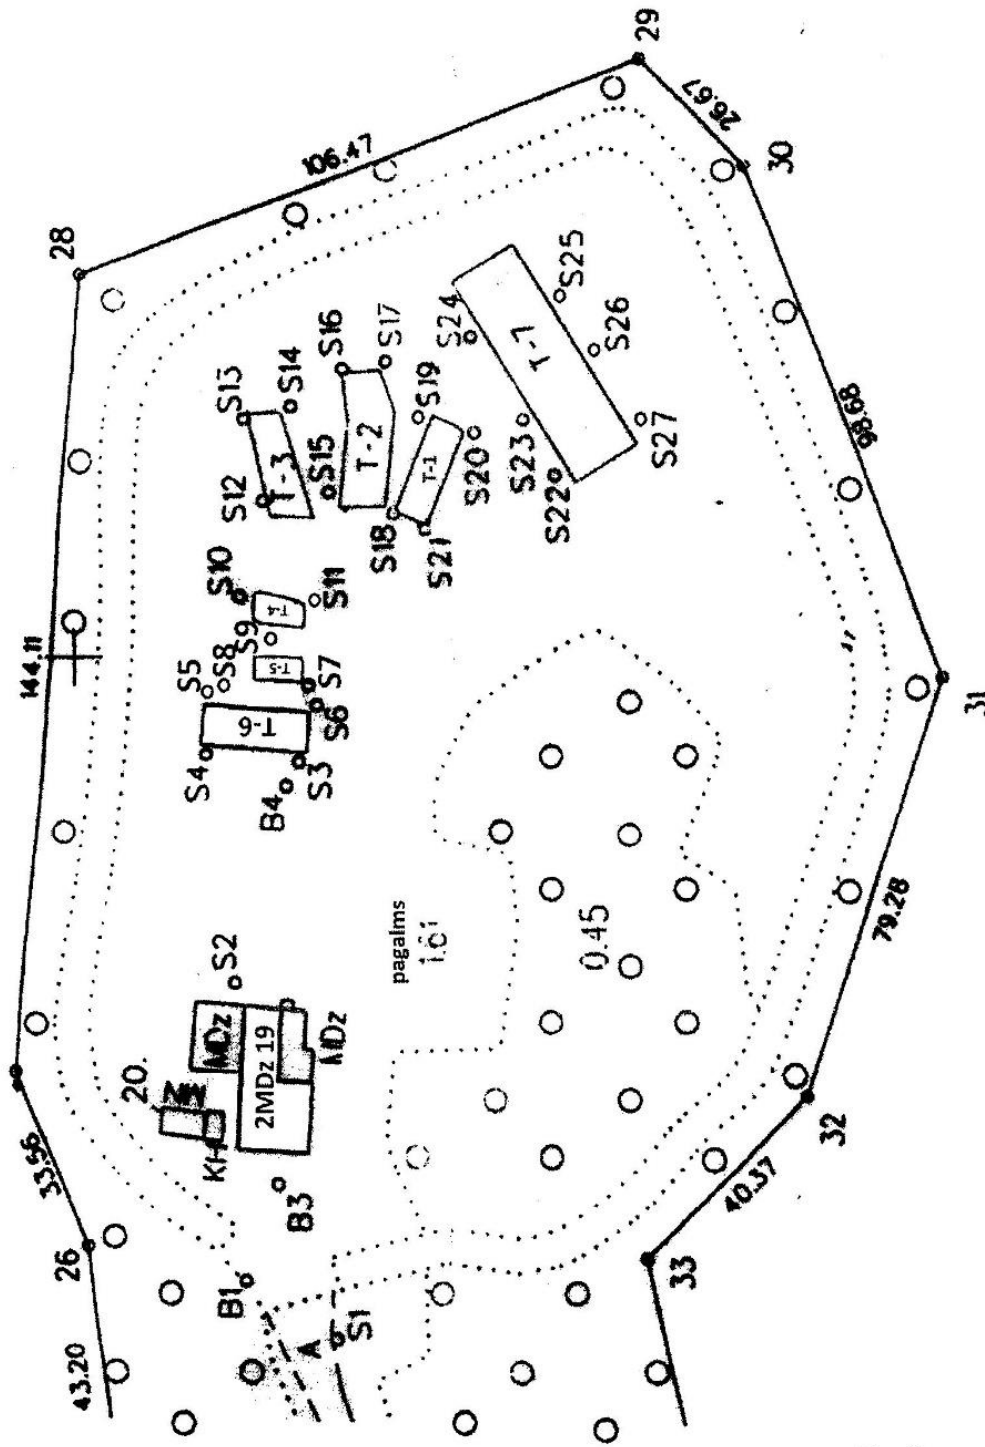 29
26.67
30
106.47
28
S25
S24
S26
T-7
S17
S16
S14
S13
S19
S27
98.68
T-2
S15
T-3
S12
T-1
S20
S23
S22
S18
S21
S10
S11
T-4
S9
T-5
S8
S5
S7
144.11
31
T-6
S6
S4
S3
B4
79.28
pagalms
0.45
S2
MDz
MDz
2MDz 19
20.
KH
32
33.56
40.37
B3
26
33
B1
S1
A
43.20